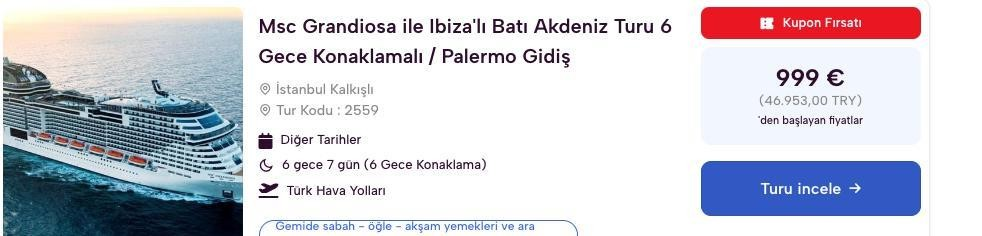 Msc Grandiosa ile Ibiza'lı Batı Akdeniz Turu 6
Gece Konaklamalı / Palermo Gidiş
İstanbul Kalkışlı
Tur Kodu : 2559
Diğer Tarihler
6 gece 7 gün (6 Gece Konaklama)
Türk Hava Yolları
Gemide sabah - öğle - akşam yemekleri ve ara
Kupon Fırsatı
999 €
(46.953,00 TRY)
'den başlayan fiyatlar
Turu incele →